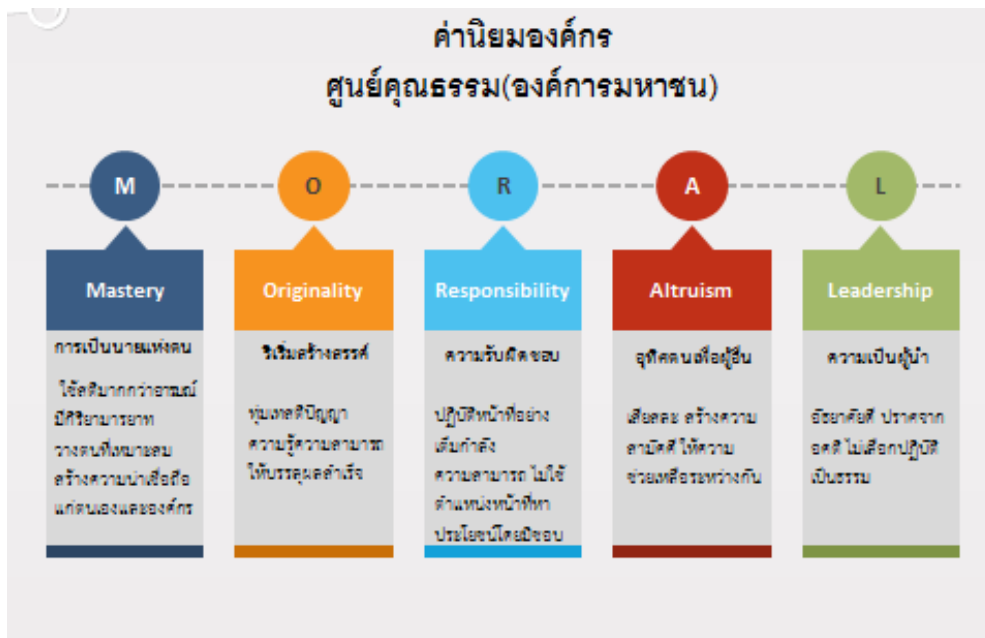 ค่านิยมองค์กร
ศูนย์คุณธรรม(องค์การมหาชน)
M
O
R
A
L
Mastery
Originality
Responsibility
Altruism
Leadership
การเป็นนายแห่งตน
ใช้สติมากกว่าอารมณ์
มีกิริยามารยาท
วางตนที่เหมาะสม
สร้างความน่าเชื่อถือ
แก่ตนเองและองค์กร
ริเริ่มสร้างสรรค์
ทุ่มเทสติปัญญา
ความรู้ความสามารถ
ให้บรรลุผลสำเร็จ
ความรับผิดชอบ
ปฏิบัติหน้าที่อย่าง
เต็มกำลัง
ความสามารถ ไม่ใช้
ตำแหน่งหน้าที่หา
ประโยชน์โดยมิชอบ
อุทิศตนเพื่อผู้อื่น
เสียสละ สร้างความ
สามัคคี ให้ความ
ช่วยเหลือระหว่างกัน
ความเป็นผู้นำ
อัธยาศัยดี ปราศจาก
อคติ ไม่เลือกปฏิบัติ
เป็นธรรม